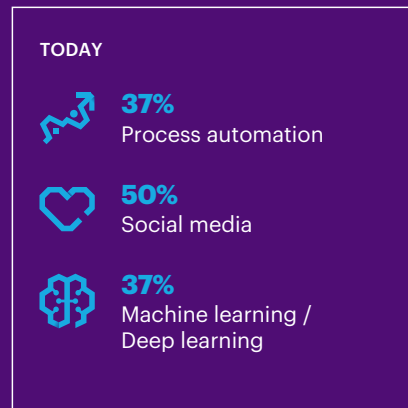 TODAY
37%
Process automation
50%
Social media
37%
Machine learning /
Deep learning